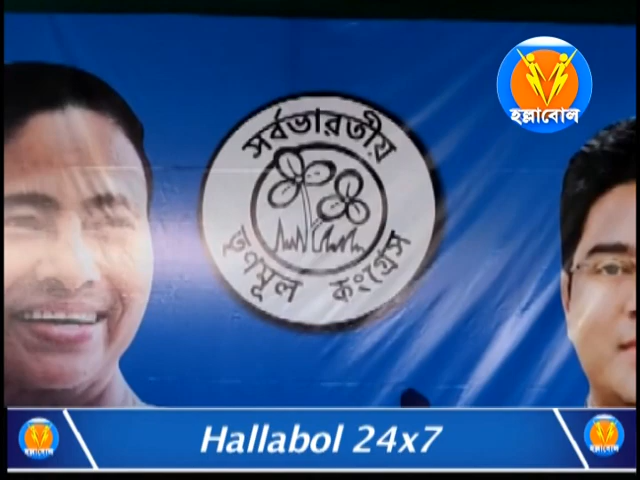 সর্বভারতীয়
তৃণমূল কংগ্রেস
হল্লাবোল
Hallabol 24x7